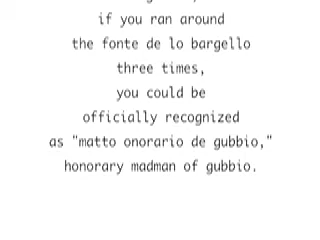 if you ran around
the fonte de lo bargello
three times,
you could be
officially recognized
as "matto onorario de gubbio,"
honorary madman of gubbio.